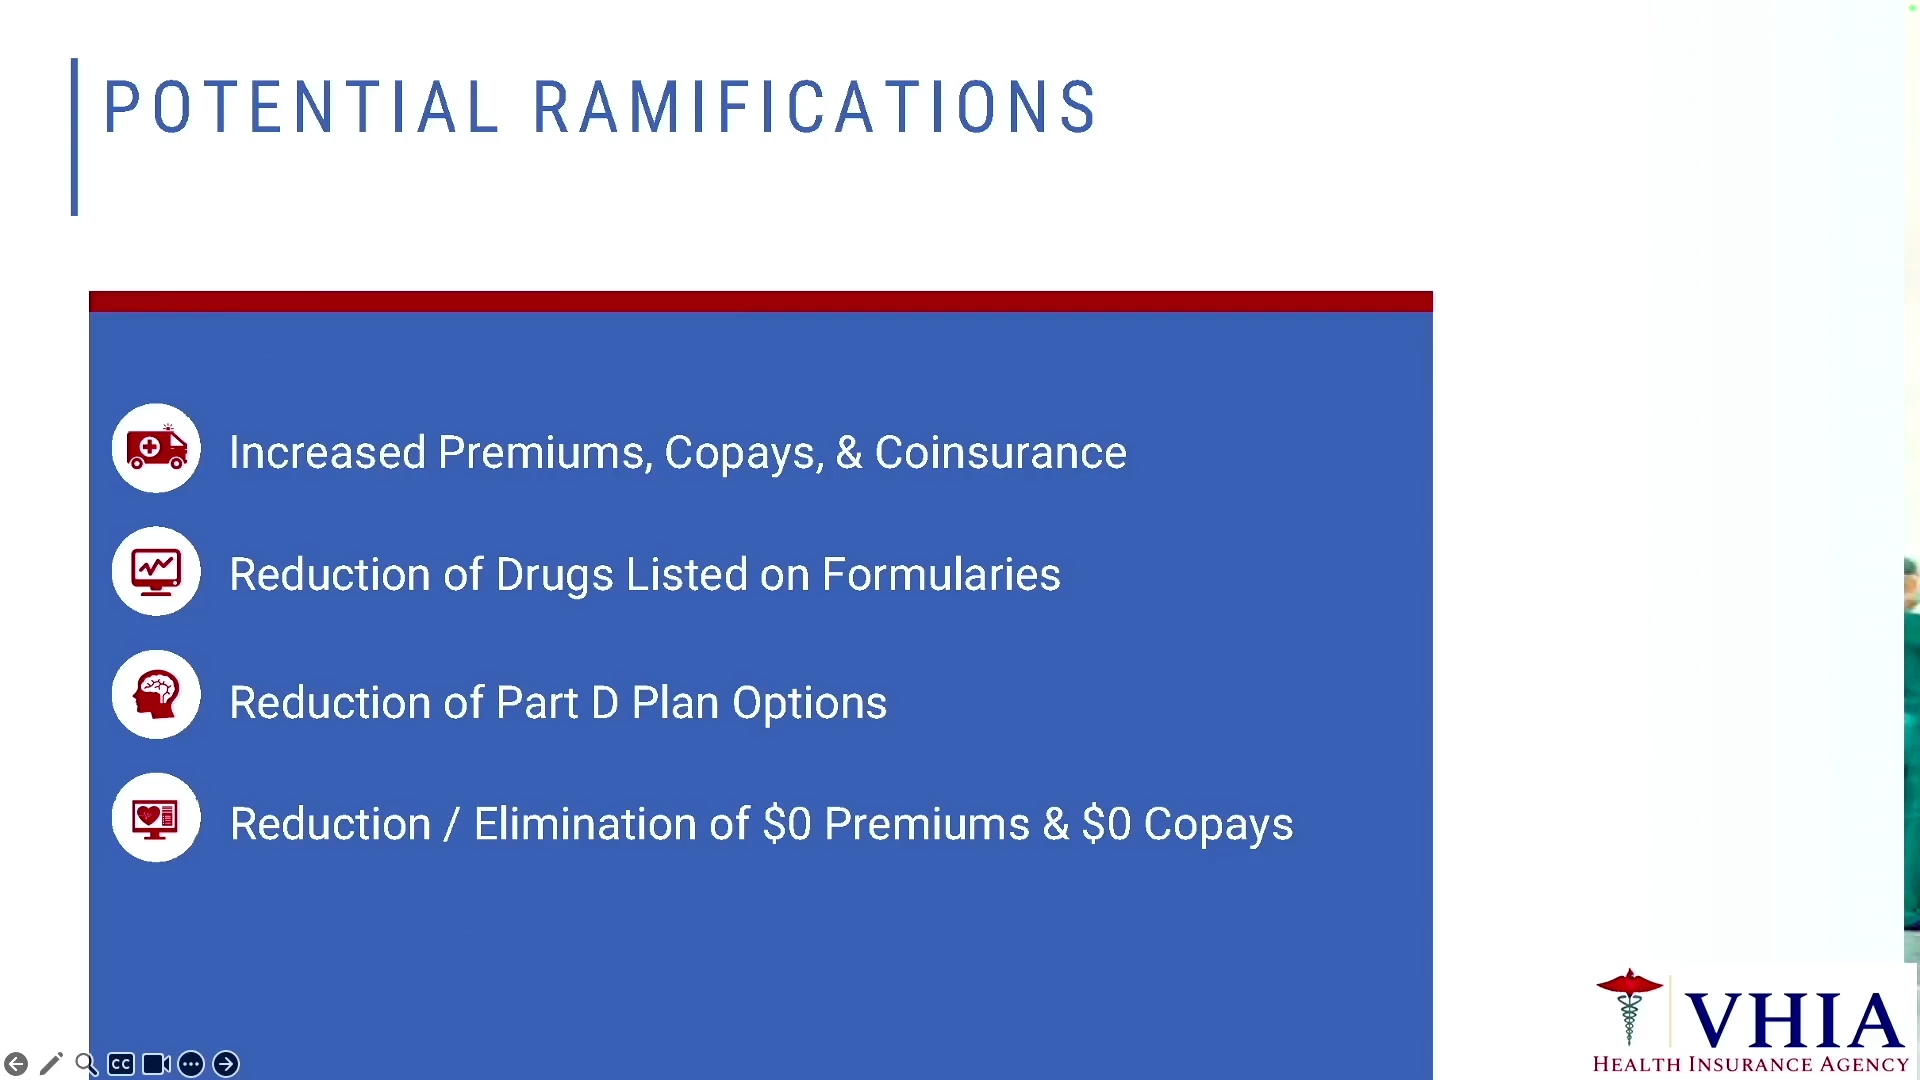 POTENTIAL RAMIFICATIONS
Increased Premiums, Copays, & Coinsurance
Reduction of Drugs Listed on Formularies
Reduction of Part D Plan Options
Reduction / Elimination of $0 Premiums & $0 Copays
VHIA
HEALTH INSURANCE AGENCY
CC